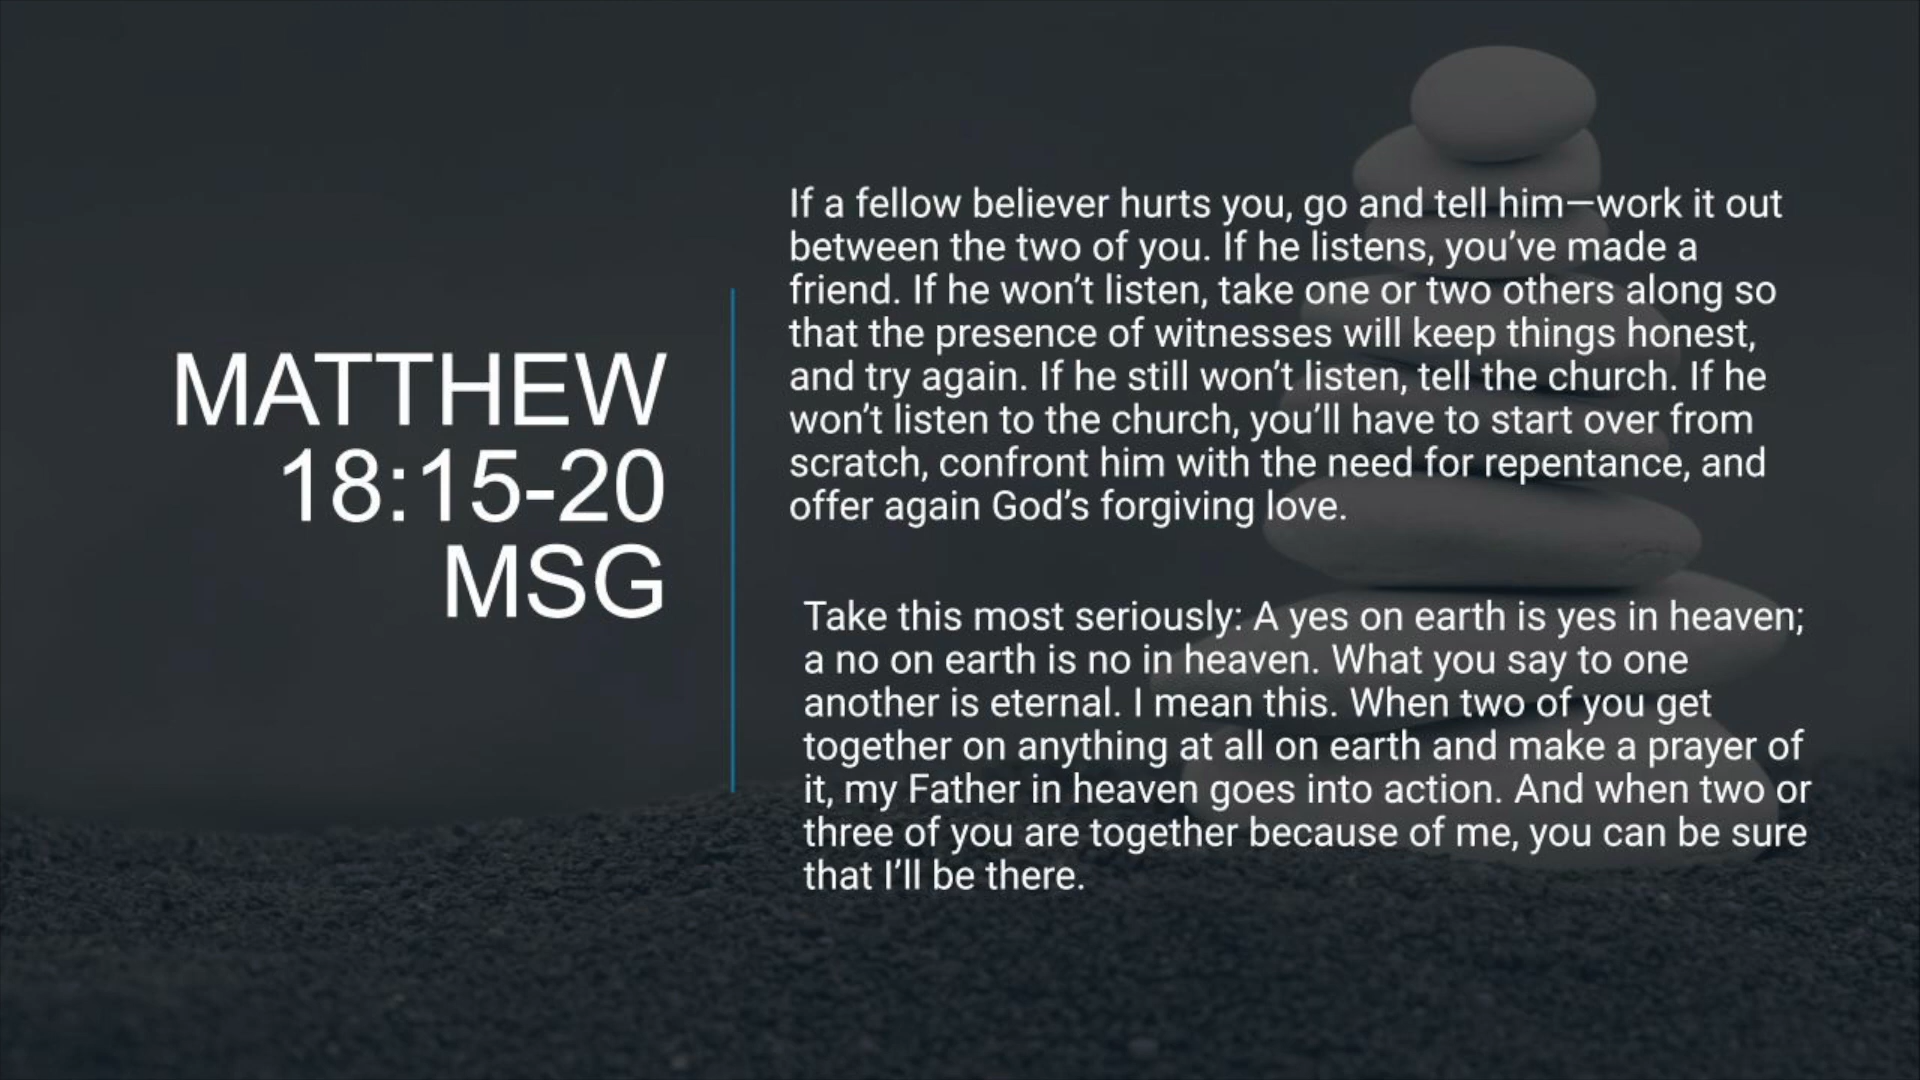 MATTHEW
18:15-20
MSG
If a fellow believer hurts you, go and tell him—work it out
between the two of you. If he listens, you’ve made a
friend. If he won’t listen, take one or two others along so
that the presence of witnesses will keep things honest,
and try again. If he still won’t listen, tell the church. If he
won’t listen to the church, you’ll have to start over from
scratch, confront him with the need for repentance, and
offer again God’s forgiving love.
Take this most seriously: A yes on earth is yes in heaven;
a no on earth is no in heaven. What you say to one
another is eternal. I mean this. When two of you get
together on anything at all on earth and make a prayer of
it, my Father in heaven goes into action. And when two or
three of you are together because of me, you can be sure
that I’ll be there.